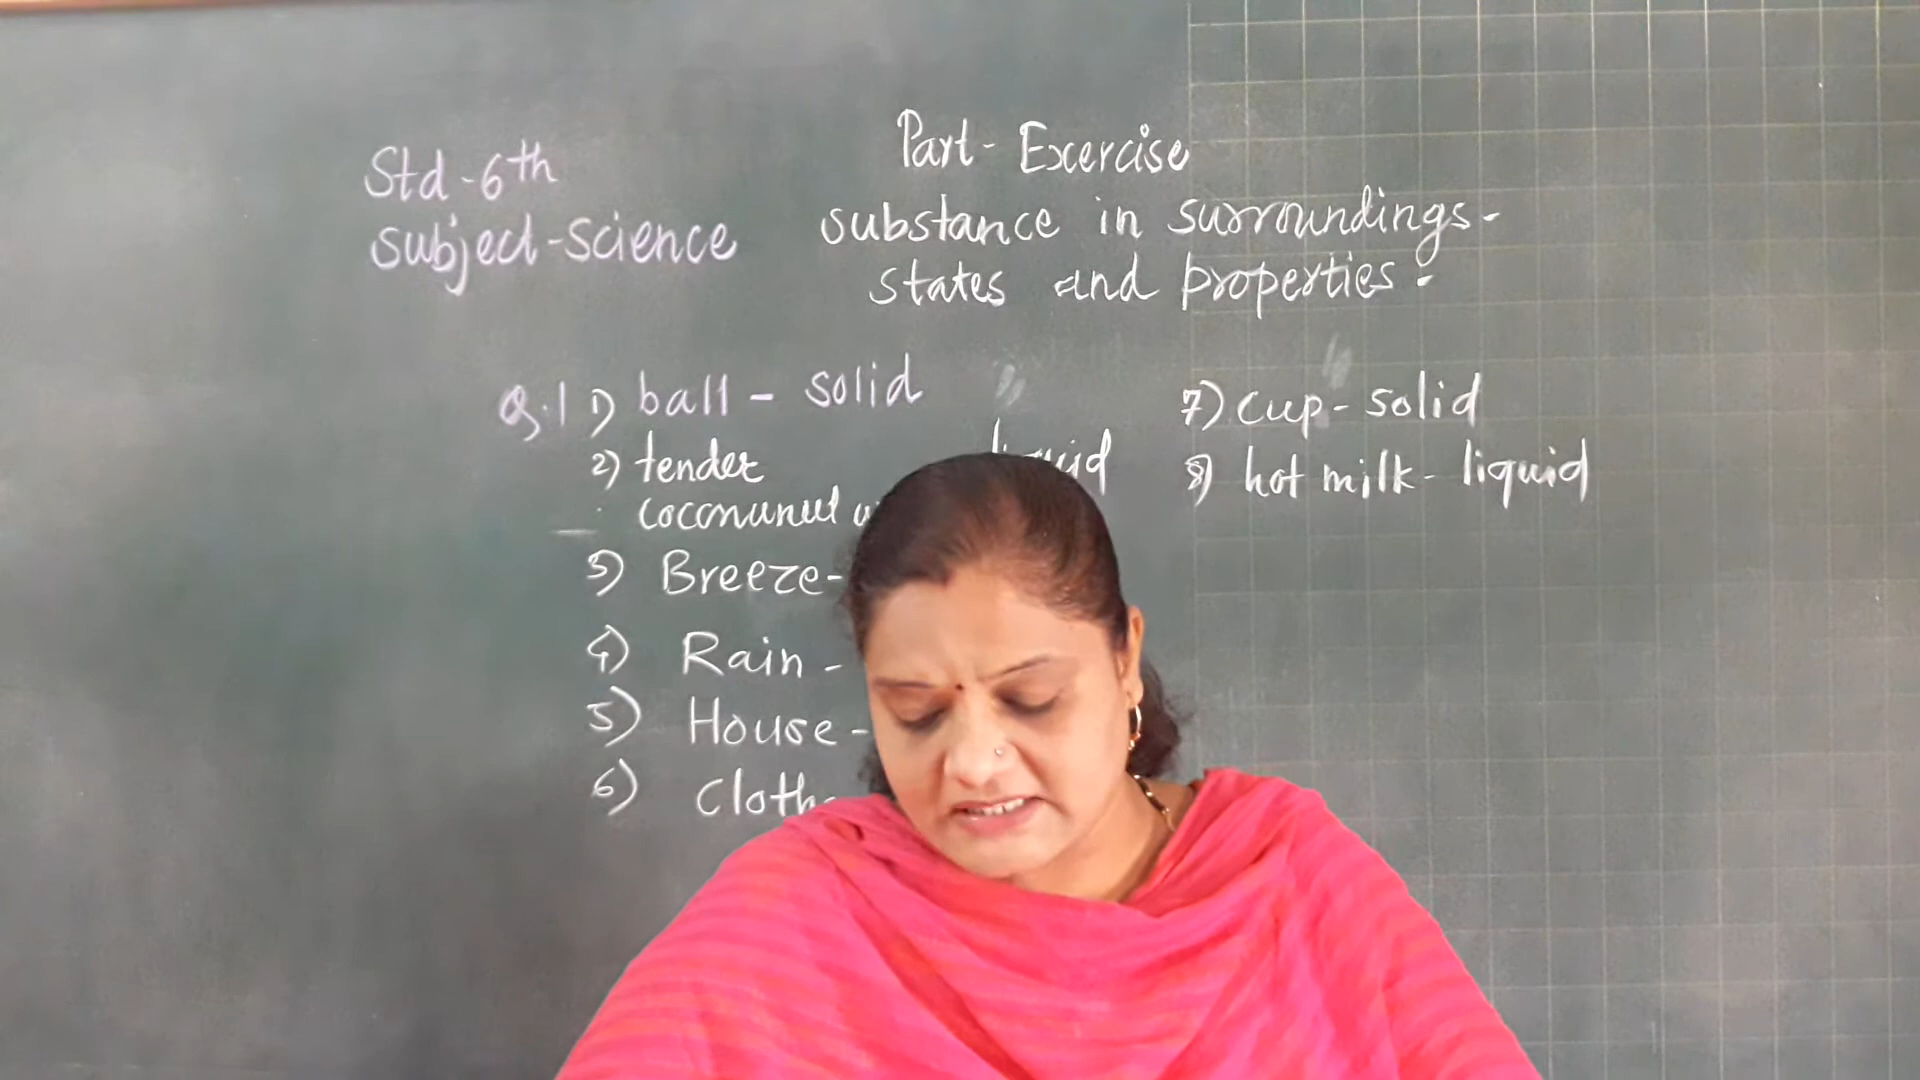 Std-6th
subject-science
Part-Exercise
substance in surroundings-
states and properties-
Q.1 1) ball - solid
2) tender liquid
3) Breeze-
4) Rain -
5) House-
6) Cloth-
7) cup-solid
8) hot milk- liquid